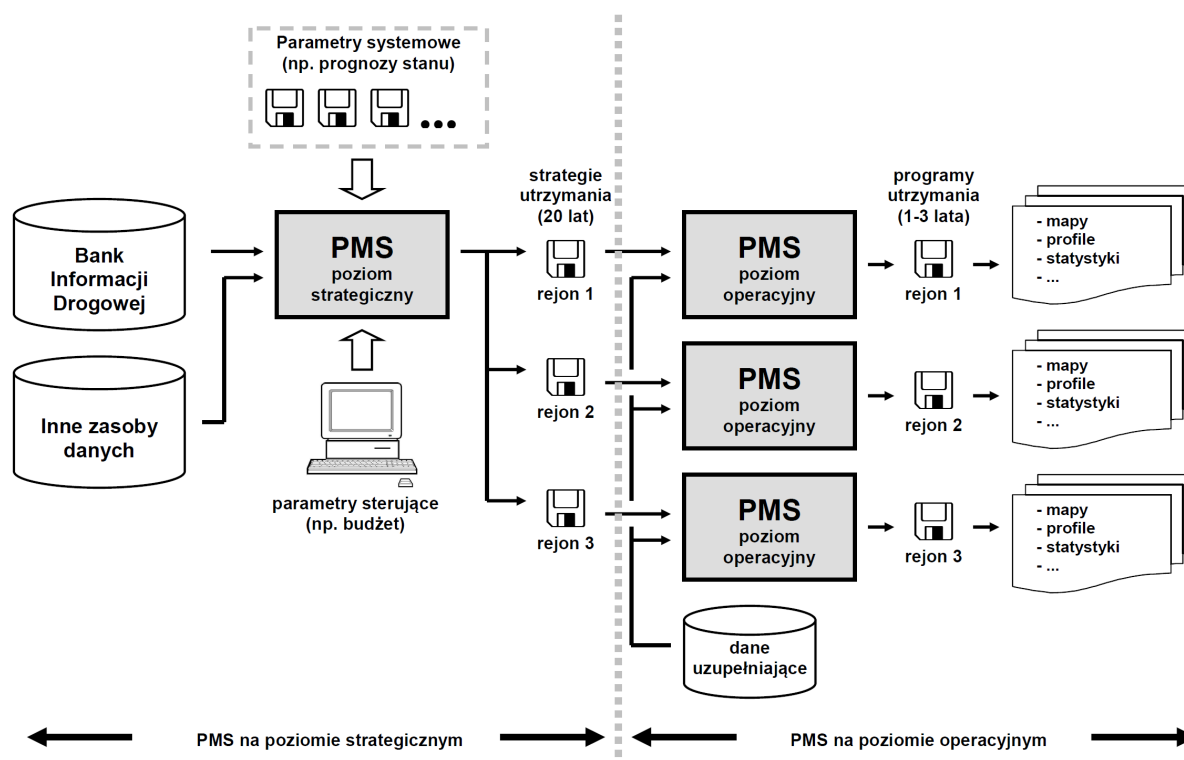 Parametry systemowe
(np. prognozy stanu)
Bank
Informacji
Drogowej
Inne zasoby
danych
PMS
poziom
strategiczny
parametry sterujące
(np. budżet)
strategie
utrzymania
(20 lat)
rejon 1
rejon 2
rejon 3
PMS
poziom
operacyjny
PMS
poziom
operacyjny
PMS
poziom
operacyjny
dane
uzupełniające
programy
utrzymania
(1-3 lata)
rejon 1
rejon 2
rejon 3
- mapy
- profile
- statystyki
- ...
- mapy
- profile
- statystyki
- ...
- mapy
- profile
- statystyki
- ...
PMS na poziomie strategicznym
PMS na poziomie operacyjnym